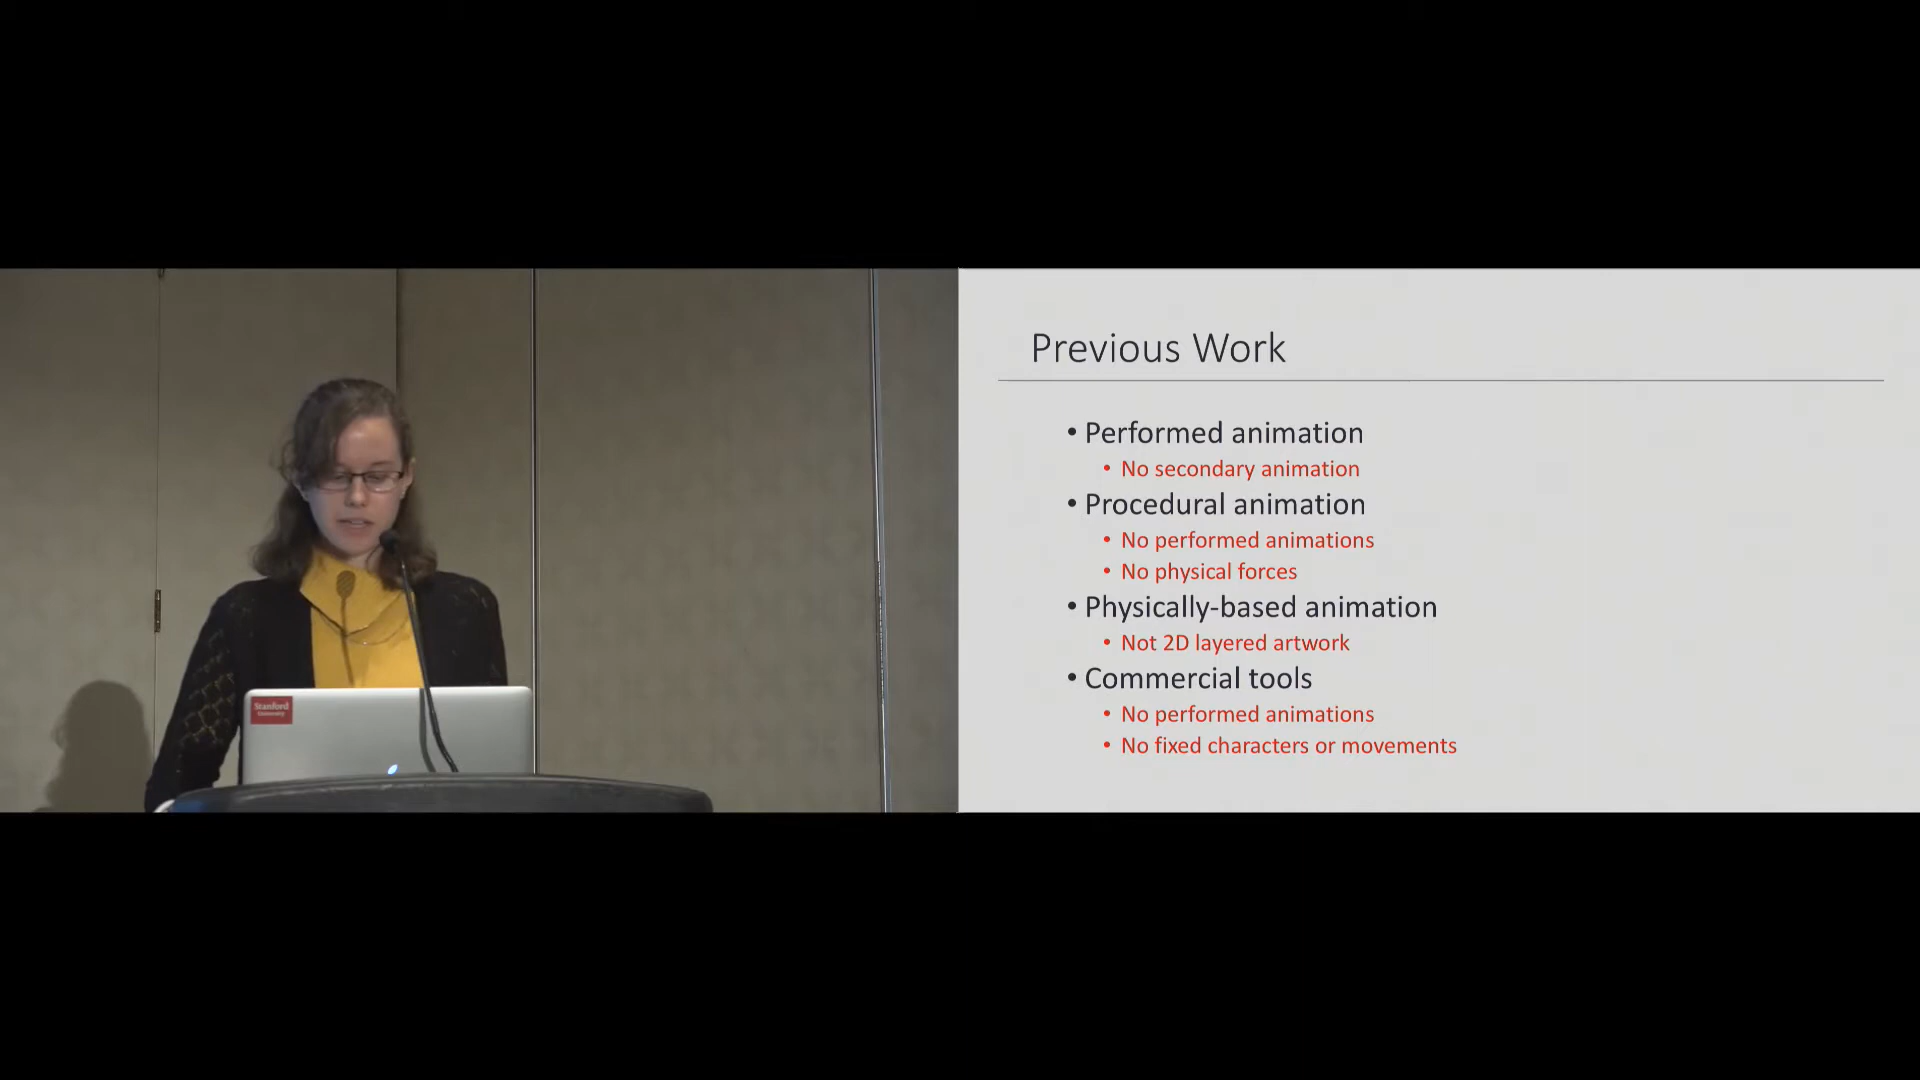 Stanford
University
Previous Work
• Performed animation
• No secondary animation
• Procedural animation
• No performed animations
• No physical forces
• Physically-based animation
• Not 2D layered artwork
• Commercial tools
• No performed animations
• No fixed characters or movements